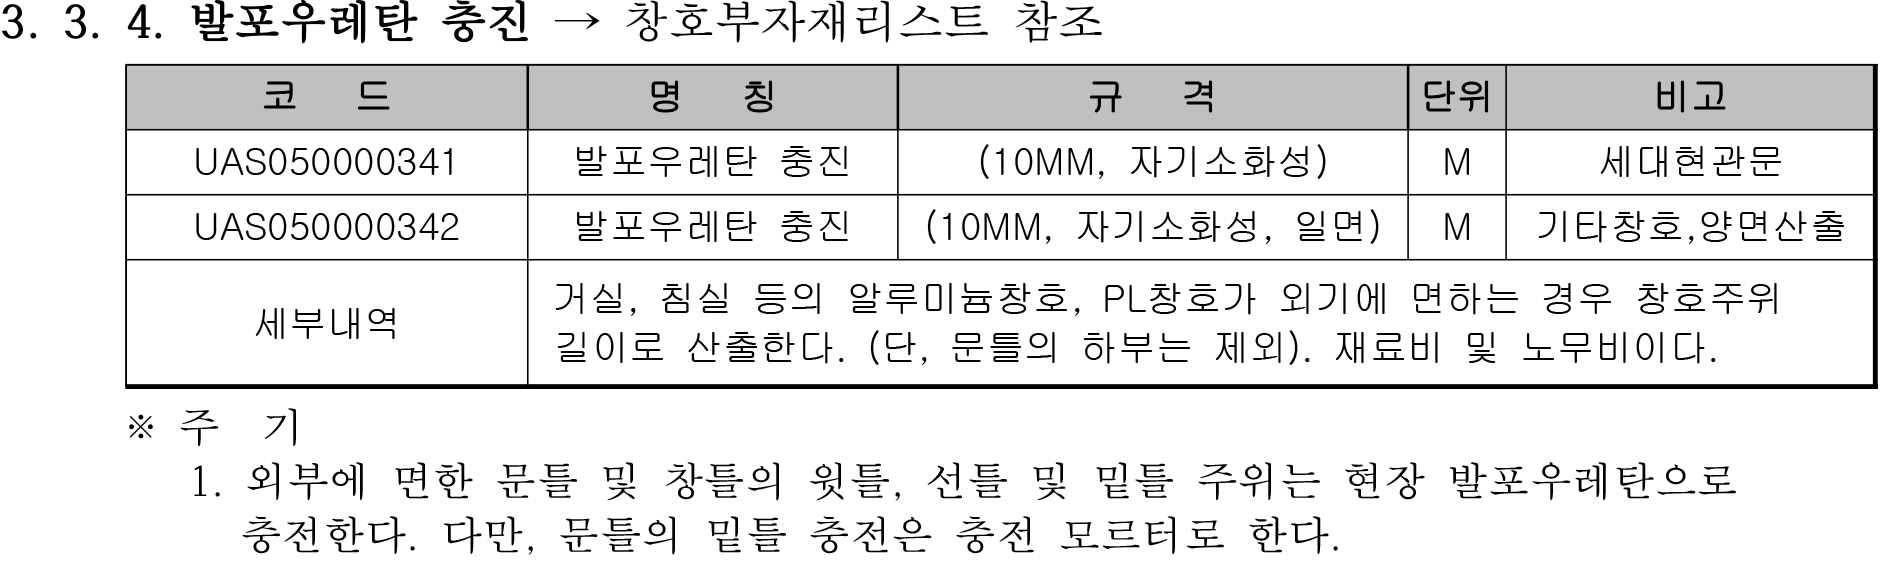 3. 3. 4. 발포우레탄 충진 → 창호부자재리스트 참조
코 드 명 칭 규 격 단위 비고
UAS050000341 발포우레탄 충진 (10MM, 자기소화성) M 세대현관문
UAS050000342 발포우레탄 충진 (10MM, 자기소화성, 일면) M 기타창호,양면산출
세부내역 거실, 침실 등의 알루미늄창호, PL창호가 외기에 면하는 경우 창호주위
길이로 산출한다. (단, 문틀의 하부는 제외). 재료비 및 노무비이다.
※ 주 기
1. 외부에 면한 문틀 및 창틀의 윗틀, 선틀 및 밑틀 주위는 현장 발포우레탄으로
충전한다. 다만, 문틀의 밑틀 충전은 충전 모르터로 한다.